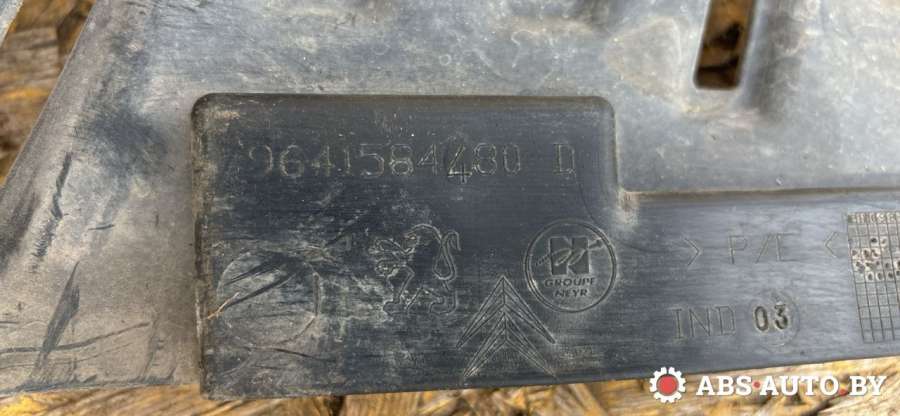 9641584480 D
GROUPE
NEYR
> P/E <
IND 03
ABS-AUTO.BY